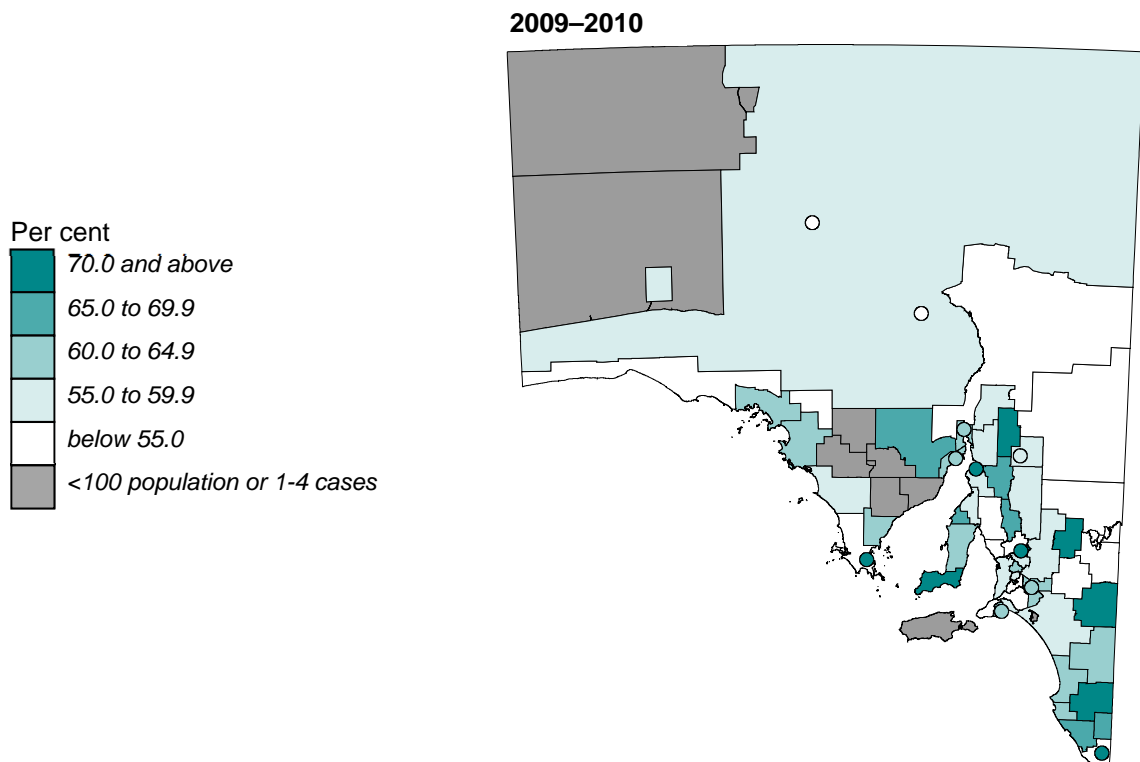 2009–2010
Per cent
70.0 and above
65.0 to 69.9
60.0 to 64.9
55.0 to 59.9
below 55.0
<100 population or 1-4 cases